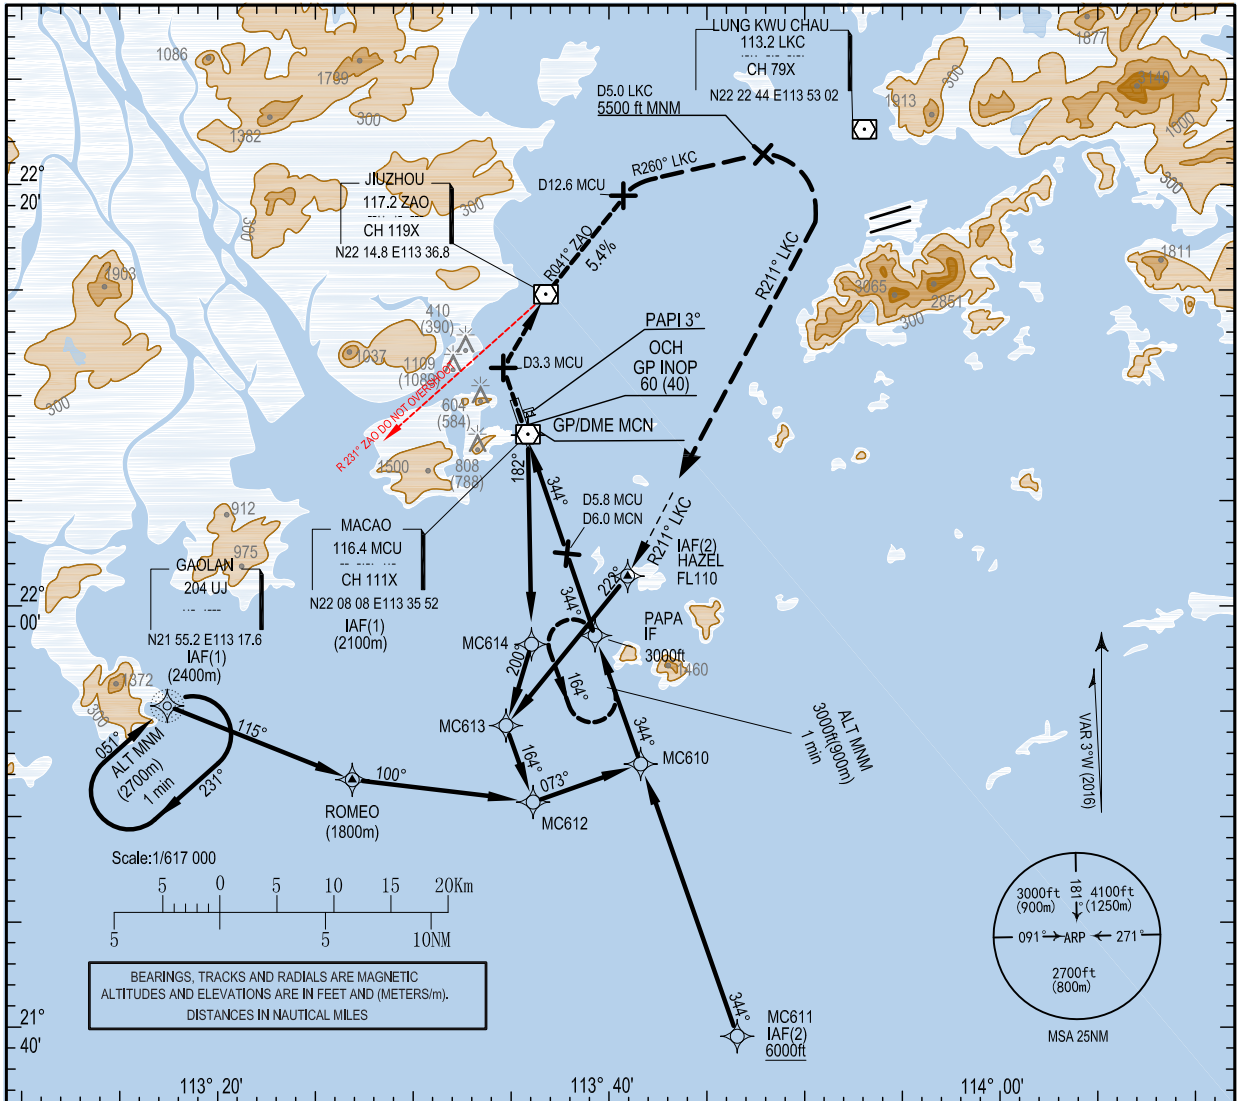 LUNG KWU CHAU
113.2 LKC
CH 79X
N22 22 44 E113 53 02
1877
2140
1913
300
1000
300
1086
1789
1382
300
D5.0 LKC
5500 ft MNM
R260° LKC
D12.6 MCU
22°
20'
JIUZHOU
117.2 ZAO
CH 119X
N22 14.8 E113 36.8
300
300
R041° ZAO
5.4%
R211° LKC
1811
3065
2851
300
1903
410
(390)
1037
1109
(1089)
300
R 231° ZAO DO NOT OVERSHOOT
D3.3 MCU
PAPI 3°
OCH
GP INOP
60 (40)
GP/DME MCN
604
(584)
808
(788)
1500
182°
344°
D5.8 MCU
D6.0 MCN
R211° LKC
912
975
MACAO
116.4 MCU
CH 111X
N22 08 08 E113 35 52
IAF(1)
(2100m)
GAOLAN
204 UJ
N21 55.2 E113 17.6
IAF(1)
(2400m)
IAF(2)
HAZEL
FL110
222°
344°
22°
00'
PAPA
IF
3000ft
1460
MC614
200°
164°
1372
300
MC613
115°
051°
ALT MNM
(2700m)
1 min
231°
164°
073°
344°
MC610
ALT MNM
3000ft(900m)
1 min
VAR 3°W (2016)
100°
ROMEO
(1800m)
MC612
Scale:1/617 000
5 0 5 10 15 20Km
5 5 10NM
3000ft
(900m)
181°
4100ft
(1250m)
091° ARP 271°
2700ft
(800m)
MSA 25NM
BEARINGS, TRACKS AND RADIALS ARE MAGNETIC
ALTITUDES AND ELEVATIONS ARE IN FEET AND (METERS/m).
DISTANCES IN NAUTICAL MILES
344°
MC611
IAF(2)
6000ft
21°
40'
113° 20'
113° 40'
114° 00'